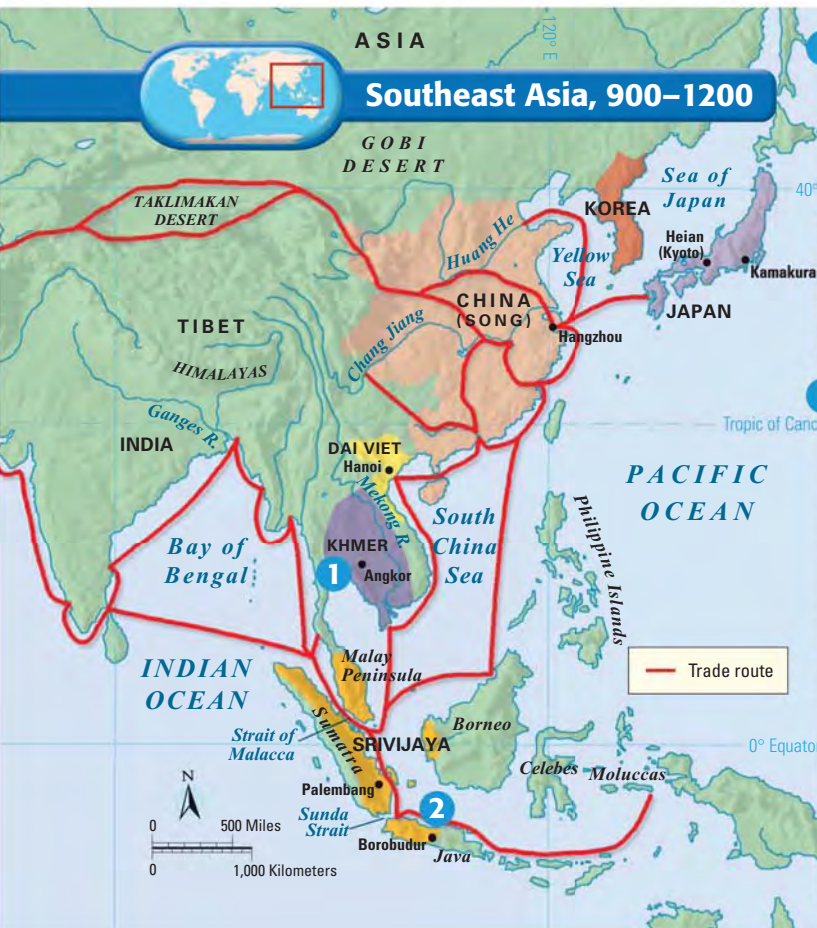 ASIA
120° E
Southeast Asia, 900–1200
GOBI
DESERT
TAKLIMAKAN
DESERT
Sea of
Japan
40°
KOREA
Huang He
Heian
(Kyoto)
Yellow
Sea
Kamakura
CHINA
(SONG)
JAPAN
TIBET
Chang Jiang
Hangzhou
HIMALAYAS
Ganges R.
Tropic of Canc
INDIA
DAI VIET
Hanoi
PACIFIC
OCEAN
Mekong R.
South
China
Sea
Philippine Islands
Bay of
Bengal
KHMER
1
Angkor
INDIAN
OCEAN
Malay
Peninsula
Trade route
Strait of
Malacca
Sumatra
SRIVIJAYA
Borneo
0° Equato
Celebes
Moluccas
N
Palembang
Sunda
Strait
2
0 500 Miles
0 1,000 Kilometers
Borobudur
Java